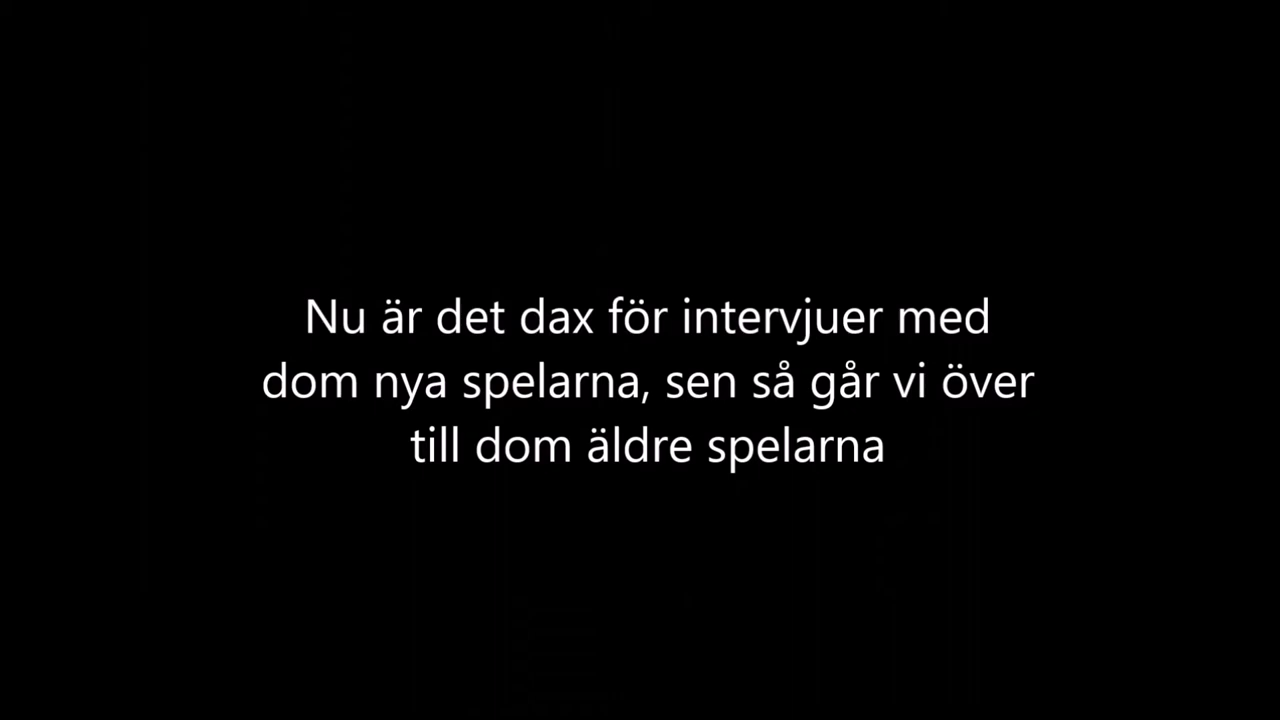 Nu är det dax för intervjuer med
dom nya spelarna, sen så går vi över
till dom äldre spelarna